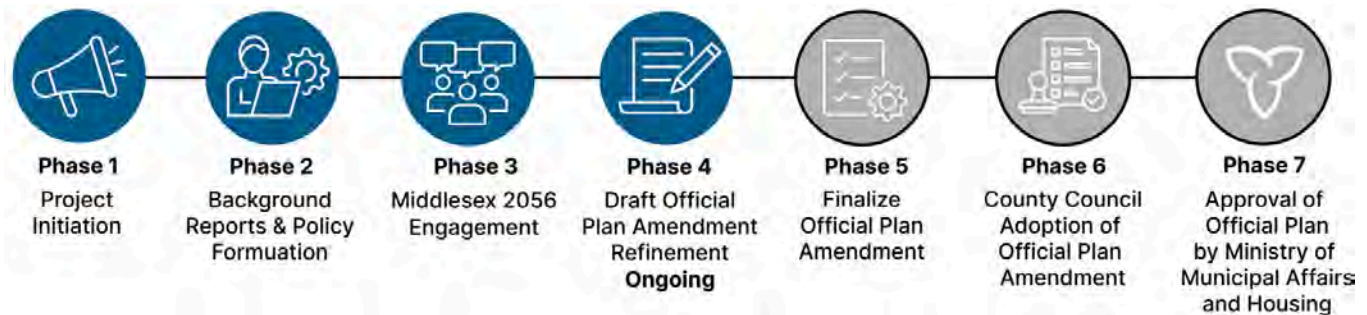 Phase 1
Project
Initiation
Phase 2
Background
Reports & Policy
Formuation
Phase 3
Middlesex 2056
Engagement
Phase 4
Draft Official
Plan Amendment
Refinement
Ongoing
Phase 5
Finalize
Official Plan
Amendment
Phase 6
County Council
Adoption of
Official Plan
Amendment
Phase 7
Approval of
Official Plan
by Ministry of
Municipal Affairs
and Housing